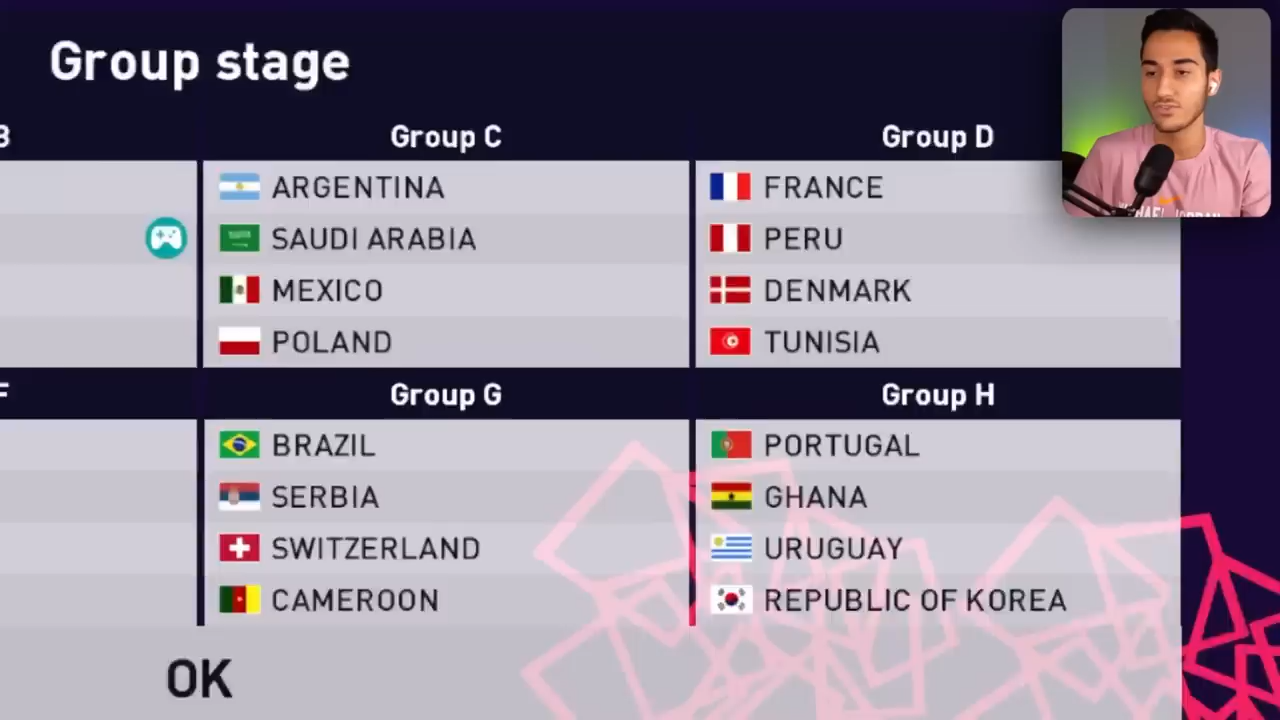 Group stage
B
Group C
Group D
ARGENTINA
FRANCE
SAUDI ARABIA
PERU
MEXICO
DENMARK
POLAND
TUNISIA
F
Group G
Group H
BRAZIL
PORTUGAL
SERBIA
GHANA
SWITZERLAND
URUGUAY
CAMEROON
REPUBLIC OF KOREA
OK